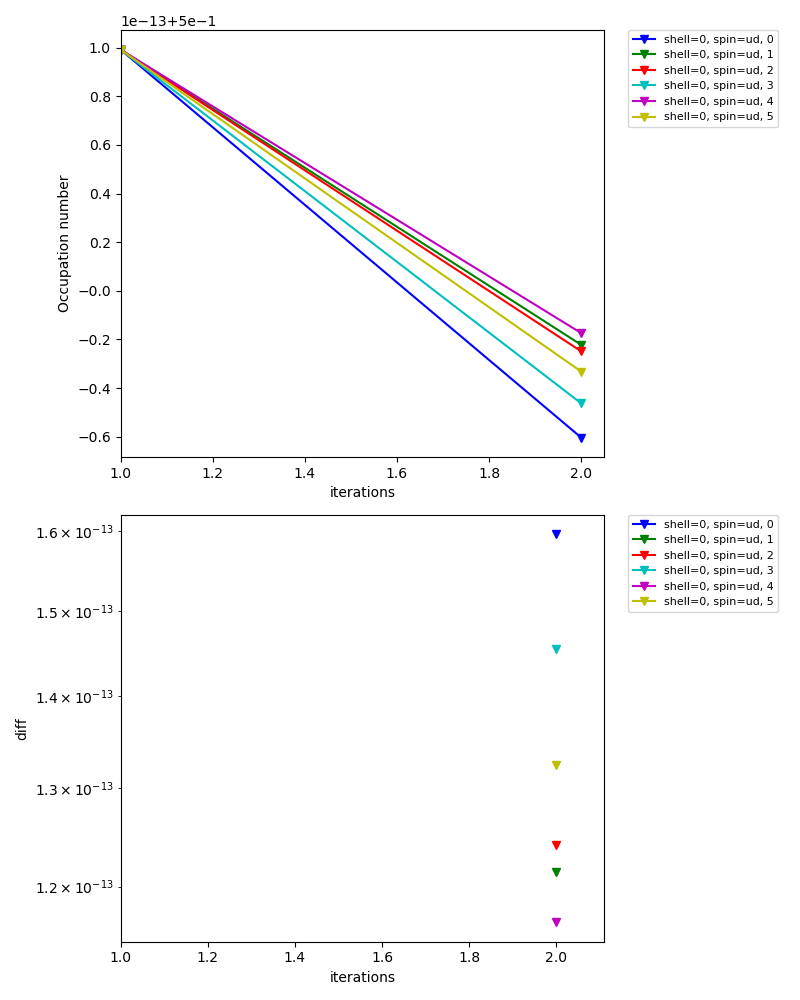 1e−13+5e−1
1.0
0.8
0.6
0.4
0.2
−0.0
−0.2
−0.4
−0.6
Occupation number
1.0 1.2 1.4 1.6 1.8 2.0
iterations
shell=0, spin=ud, 0
shell=0, spin=ud, 1
shell=0, spin=ud, 2
shell=0, spin=ud, 3
shell=0, spin=ud, 4
shell=0, spin=ud, 5
1.6 × 10⁻¹³
1.5 × 10⁻¹³
1.4 × 10⁻¹³
1.3 × 10⁻¹³
1.2 × 10⁻¹³
diff
1.0 1.2 1.4 1.6 1.8 2.0
iterations
shell=0, spin=ud, 0
shell=0, spin=ud, 1
shell=0, spin=ud, 2
shell=0, spin=ud, 3
shell=0, spin=ud, 4
shell=0, spin=ud, 5